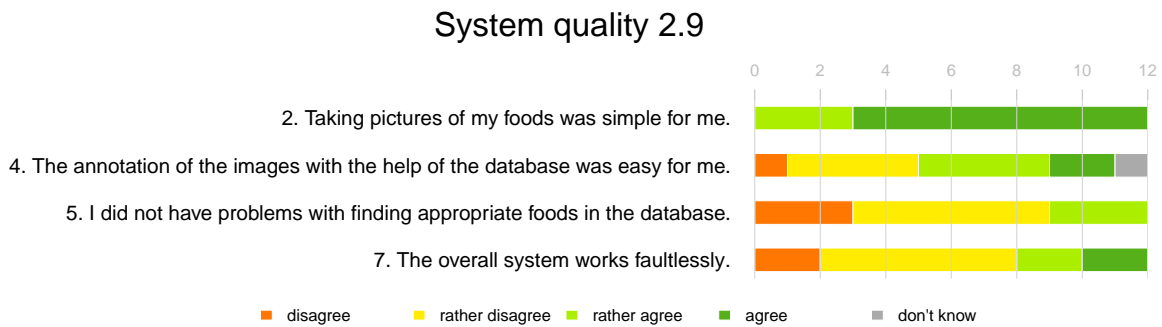 System quality 2.9
0 2 4 6 8 10 12
2. Taking pictures of my foods was simple for me.
4. The annotation of the images with the help of the database was easy for me.
5. I did not have problems with finding appropriate foods in the database.
7. The overall system works faultlessly.
disagree rather disagree rather agree agree don't know